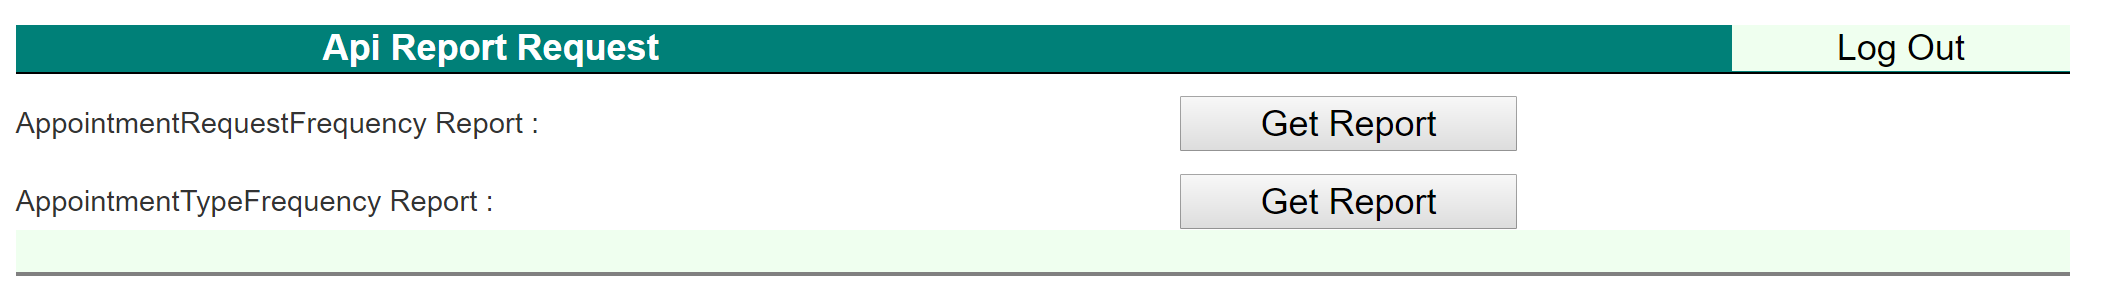 Api Report Request Log Out
AppointmentRequestFrequency Report : Get Report
AppointmentTypeFrequency Report : Get Report